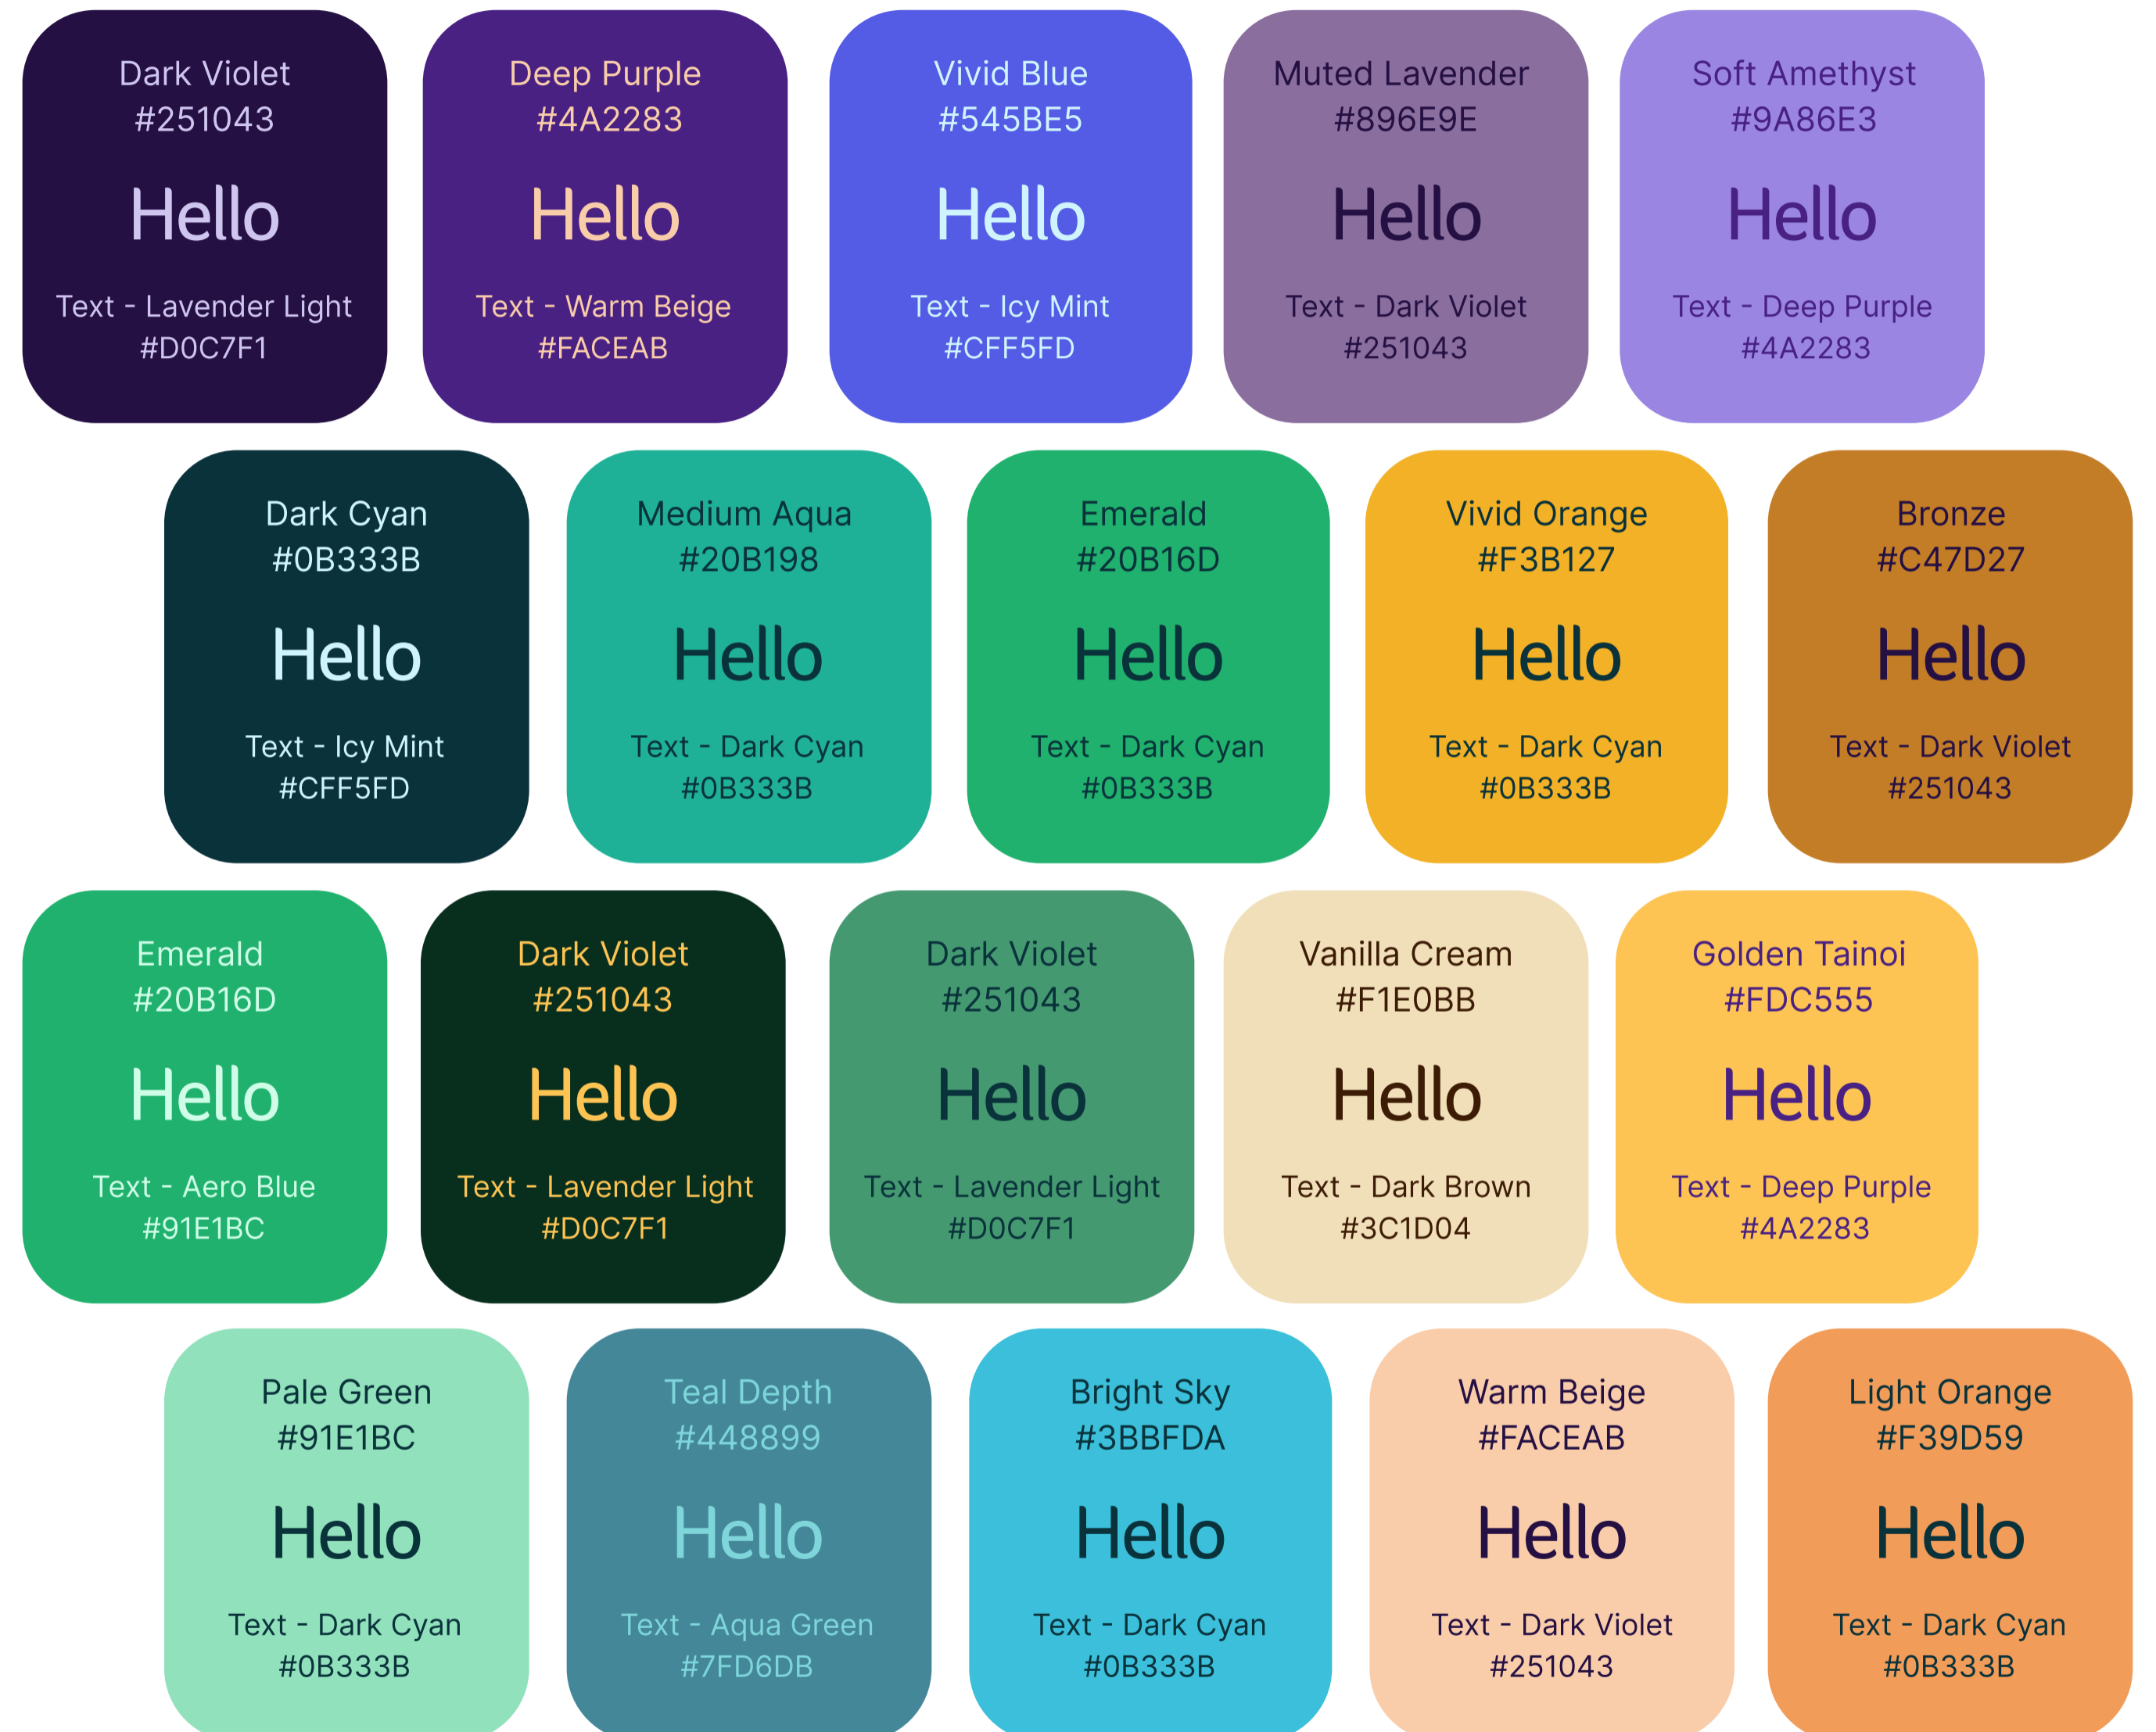 Dark Violet
#251043
Hello
Text - Lavender Light
#D0C7F1
Deep Purple
#4A2283
Hello
Text - Warm Beige
#FACEAB
Vivid Blue
#545BE5
Hello
Text - Icy Mint
#CFF5FD
Muted Lavender
#896E9E
Hello
Text - Dark Violet
#251043
Soft Amethyst
#9A86E3
Hello
Text - Deep Purple
#4A2283
Dark Cyan
#0B333B
Hello
Text - Icy Mint
#CFF5FD
Medium Aqua
#20B198
Hello
Text - Dark Cyan
#0B333B
Emerald
#20B16D
Hello
Text - Dark Cyan
#0B333B
Vivid Orange
#F3B127
Hello
Text - Dark Cyan
#0B333B
Bronze
#C47D27
Hello
Text - Dark Violet
#251043
Emerald
#20B16D
Hello
Text - Aero Blue
#91E1BC
Dark Violet
#251043
Hello
Text - Lavender Light
#D0C7F1
Dark Violet
#251043
Hello
Text - Lavender Light
#D0C7F1
Vanilla Cream
#F1E0BB
Hello
Text - Dark Brown
#3C1D04
Golden Tainoi
#FDC555
Hello
Text - Deep Purple
#4A2283
Pale Green
#91E1BC
Hello
Text - Dark Cyan
#0B333B
Teal Depth
#448899
Hello
Text - Aqua Green
#7FD6DB
Bright Sky
#3BBFDA
Hello
Text - Dark Cyan
#0B333B
Warm Beige
#FACEAB
Hello
Text - Dark Violet
#251043
Light Orange
#F39D59
Hello
Text - Dark Cyan
#0B333B